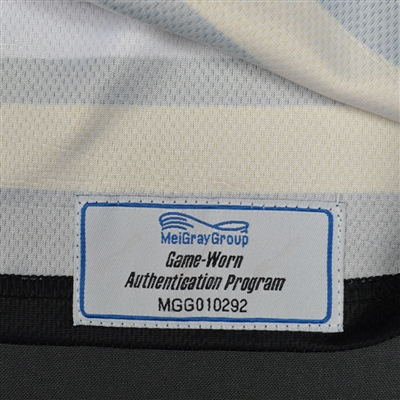 MeiGrayGroup
Game-Worn
Authentication Program
MGG010292